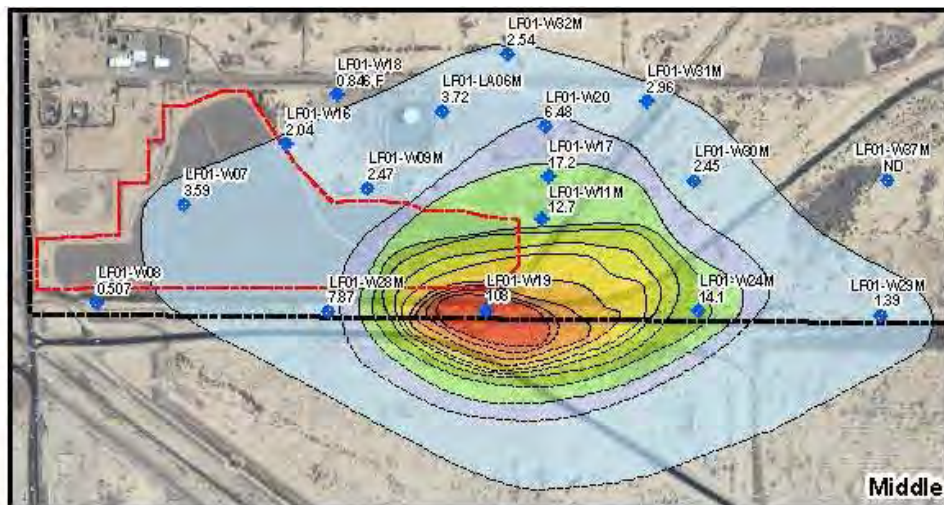 LF01-W32M
2.54
LF01-W18
0.846 F
LF01-LA06M
3.72
LF01-W31M
2.96
LF01-W20
6.48
LF01-W16
2.04
LF01-W09M
2.47
LF01-W17
17.2
LF01-W30M
2.45
LF01-W37M
ND
LF01-W07
3.59
LF01-W11M
12.7
LF01-W08
0.507
LF01-W28M
7.87
LF01-W19
108
LF01-W24M
14.1
LF01-W29M
1.39
Middle